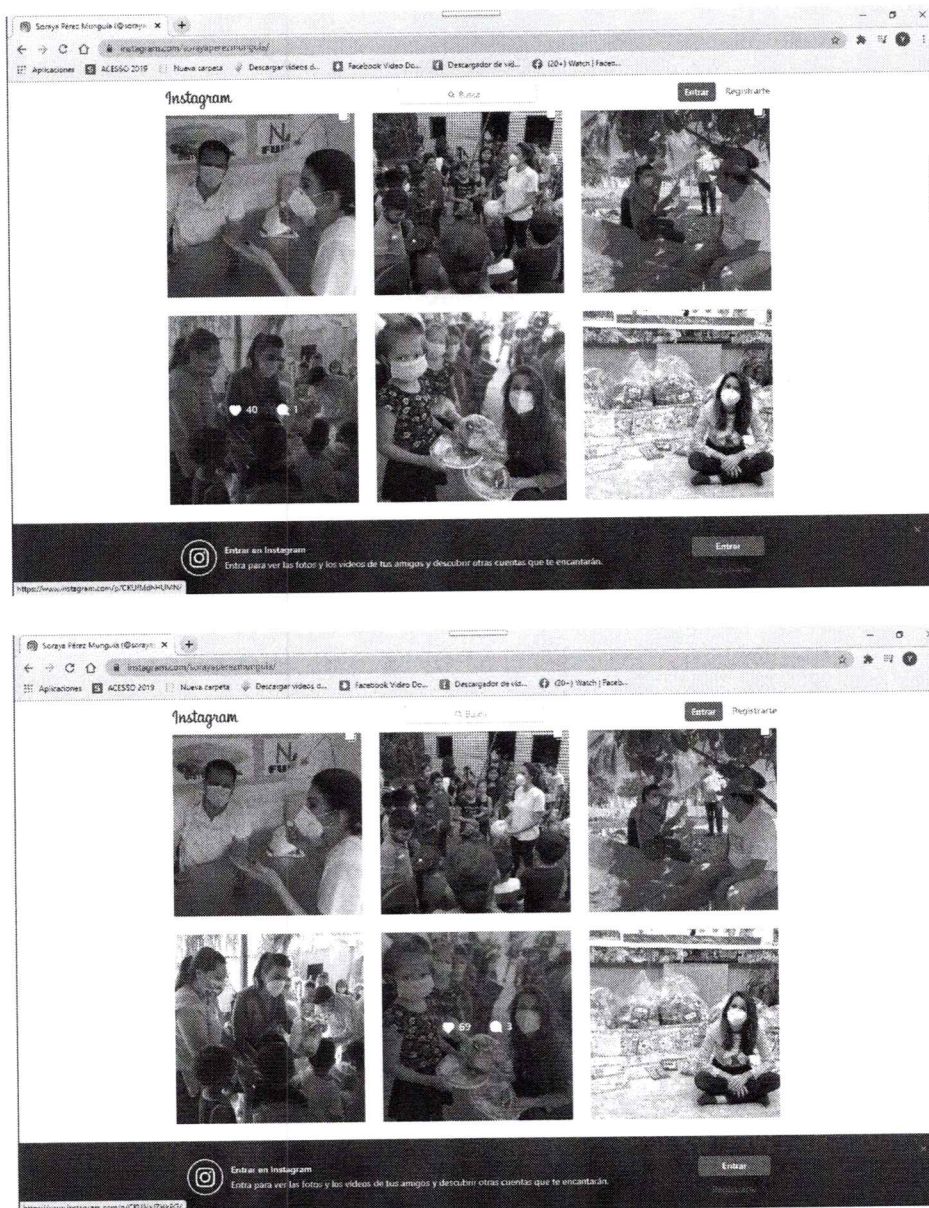 Soraya Pérez Munguía (@soraya
instagram.com/sorayaperezmunguia/
Aplicaciones ACESSO 2019 Nueva carpeta Descargar videos d... Facebook Video Do... Descargador de vid... (20+) Watch | Faceb...
Instagram Busca Entrar Registrarte
N
FU
40 1
Entrar en Instagram
Entra para ver las fotos y los videos de tus amigos y descubrir otras cuentas que te encantarán.
Entrar
Soraya Pérez Munguía (@soraya
instagram.com/sorayaperezmunguia/
Aplicaciones ACESSO 2019 Nueva carpeta Descargar videos d... Facebook Video Do... Descargador de vid... (20+) Watch | Faceb...
Instagram Busca Entrar Registrarte
N
FU
69 3
Entrar en Instagram
Entra para ver las fotos y los videos de tus amigos y descubrir otras cuentas que te encantarán.
Entrar